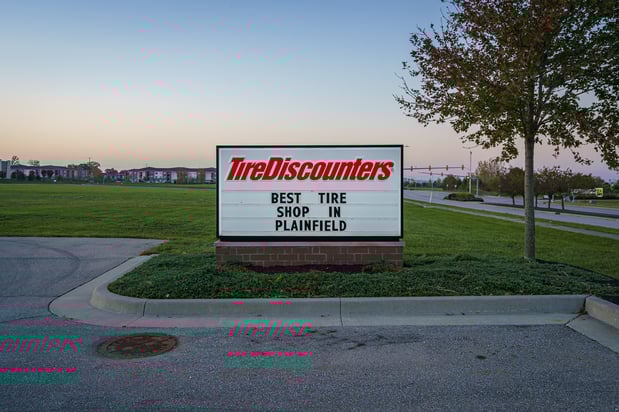 TireDiscounters
BEST TIRE
SHOP IN
PLAINFIELD